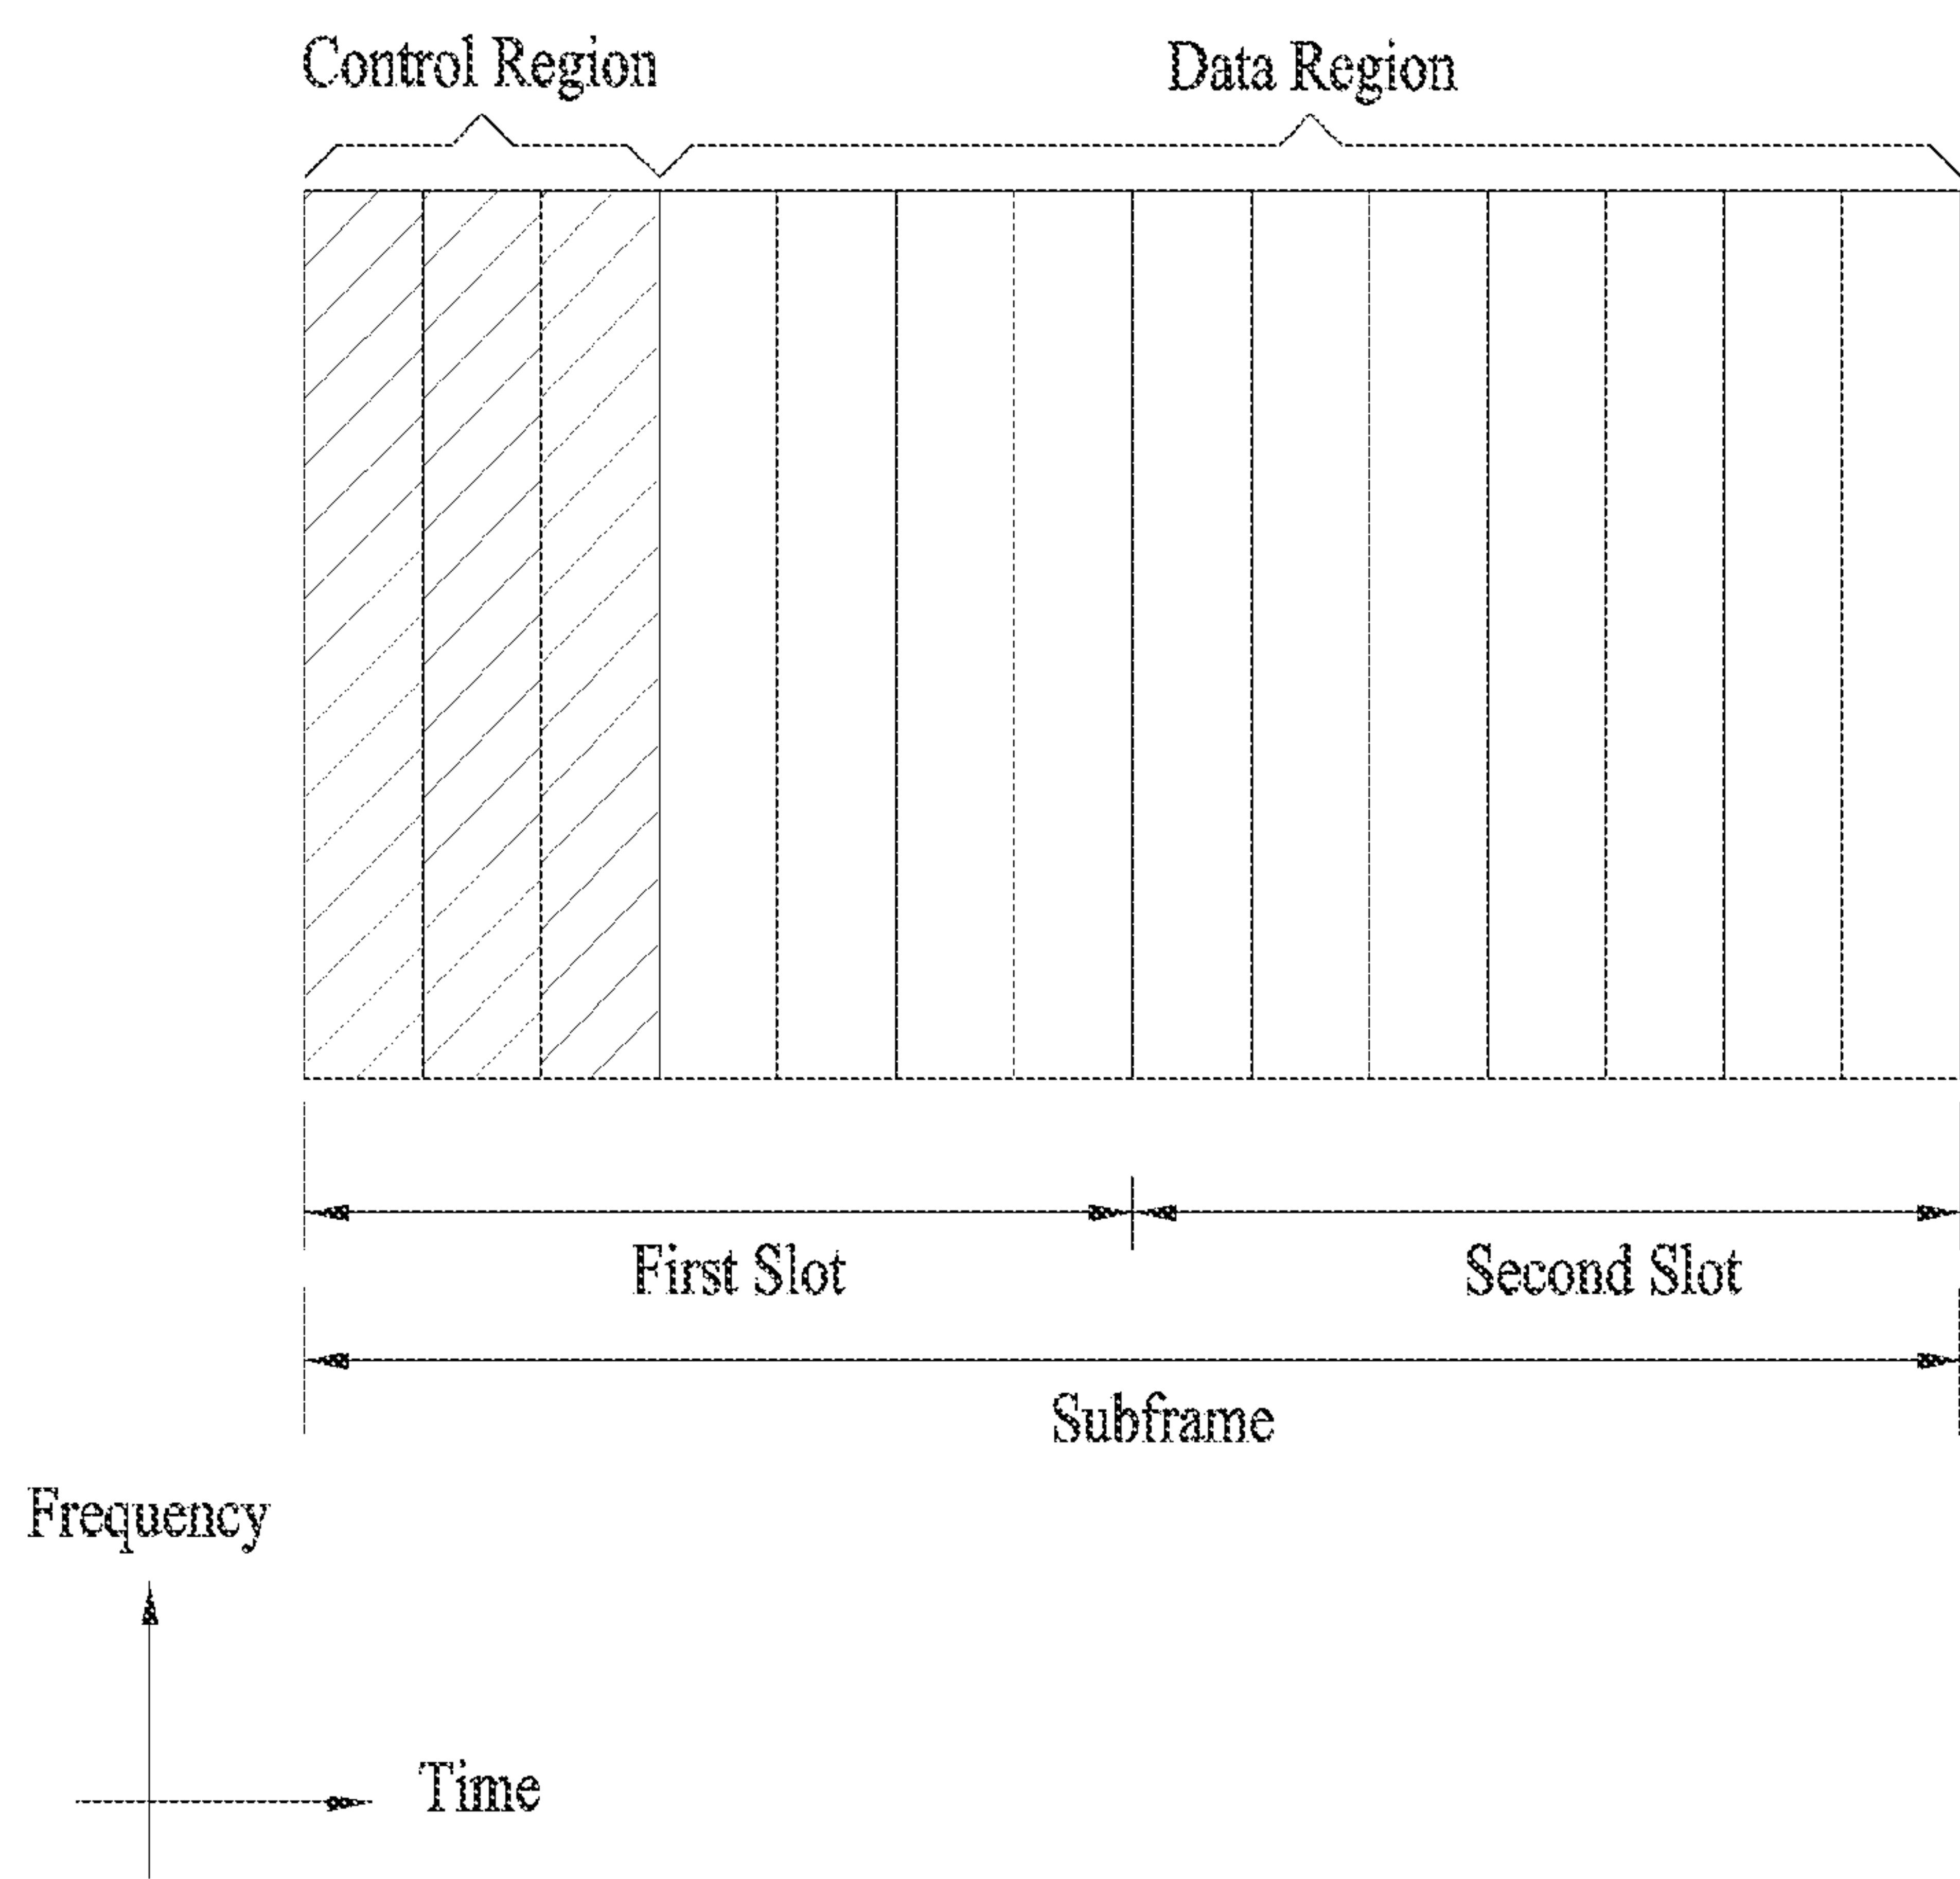 Control Region
Data Region
First Slot
Second Slot
Subframe
Frequency
Time